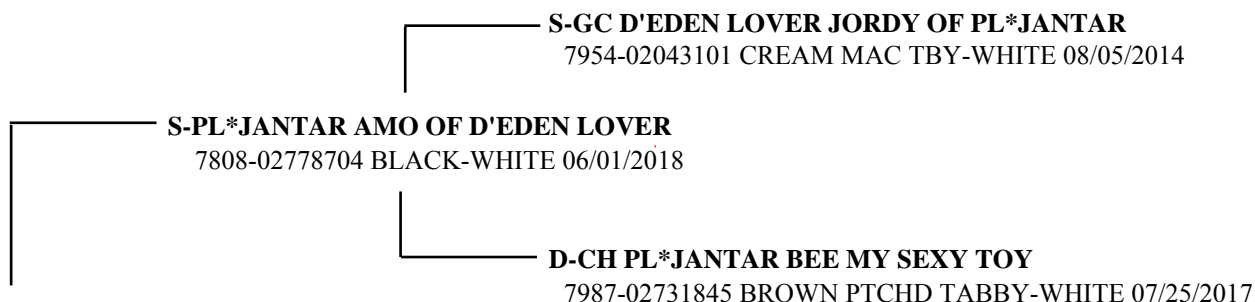 S-GC D'EDEN LOVER JORDY OF PL*JANTAR
7954-02043101 CREAM MAC TBY-WHITE 08/05/2014
S-PL*JANTAR AMO OF D'EDEN LOVER
7808-02778704 BLACK-WHITE 06/01/2018
D-CH PL*JANTAR BEE MY SEXY TOY
7987-02731845 BROWN PTCHD TABBY-WHITE 07/25/2017